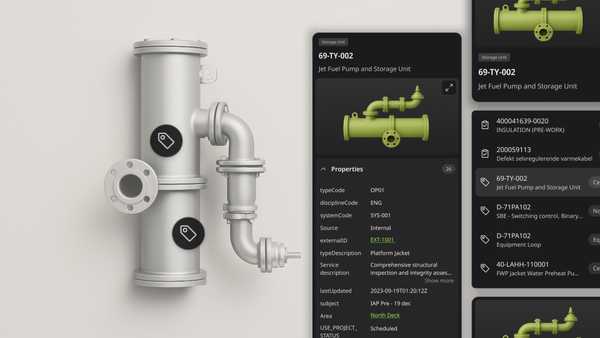 Storage Unit
69-TY-002
Jet Fuel Pump and Storage Unit
Properties
26
typeCode OP01
disciplineCode ENG
systemCode SYS-001
Source Internal
externalID EXT-1001
typeDescription Platform Jacket
Service description Comprehensive structural
inspection and integrity asses...
Show more
lastUpdated 2023-09-19T01:20:12Z
subject IAP Pre - 19 dec
Area North Deck
USE_PROJECT_
STATUS Scheduled
Storage Unit
69-TY-002
Jet Fuel Pump and Storage Unit
400041639-0020
INSULATION (PRE-WORK)
200059113
Defekt selvregulerende varmekabel
69-TY-002
Jet Fuel Pump and Storage Unit
D-71PA102
SBE - Switching control, Binary...
D-71PA102
Equipment Loop
40-LAHH-110001
FWP Jacket Water Preheat Pu...